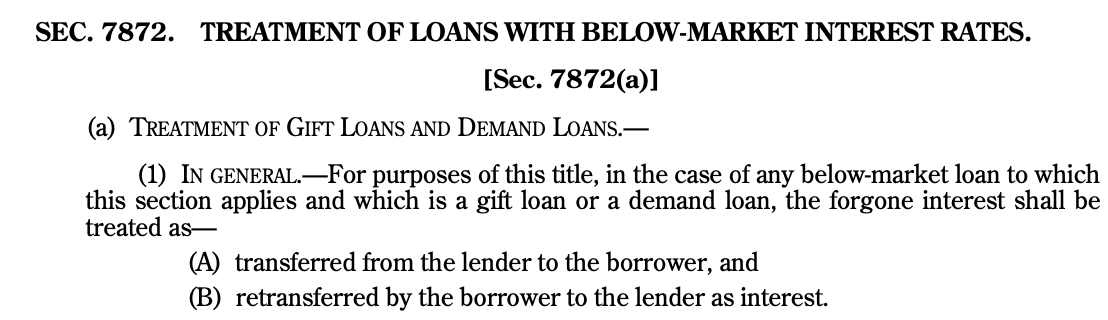 SEC. 7872. TREATMENT OF LOANS WITH BELOW-MARKET INTEREST RATES.
[Sec. 7872(a)]
(a) TREATMENT OF GIFT LOANS AND DEMAND LOANS.—
(1) IN GENERAL.—For purposes of this title, in the case of any below-market loan to which
this section applies and which is a gift loan or a demand loan, the forgone interest shall be
treated as—
(A) transferred from the lender to the borrower, and
(B) retransferred by the borrower to the lender as interest.